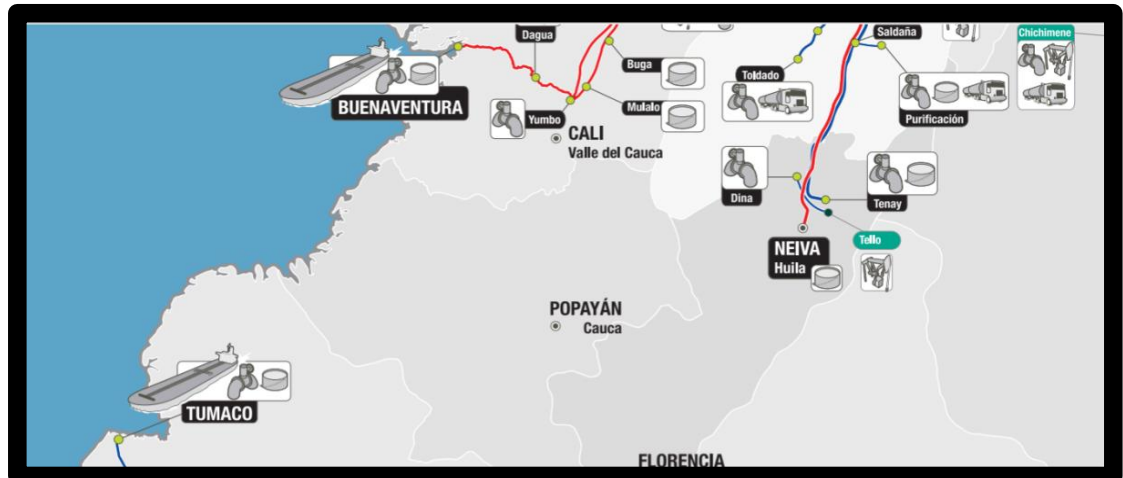 Dagua
Saldaña
Chichimene
Buga
Toldado
BUENAVENTURA
Mulalo
Yumbo
Purificación
CALI
Valle del Cauca
Dina
Tenay
Tello
NEIVA
Huila
POPAYÁN
Cauca
TUMACO
FLORENCIA